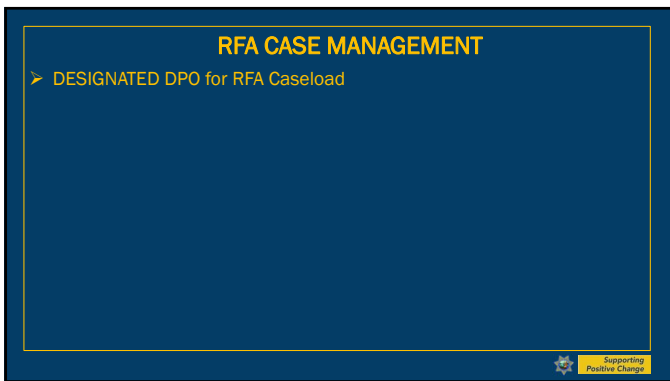 RFA CASE MANAGEMENT
➢ DESIGNATED DPO for RFA Caseload
Supporting
Positive Change